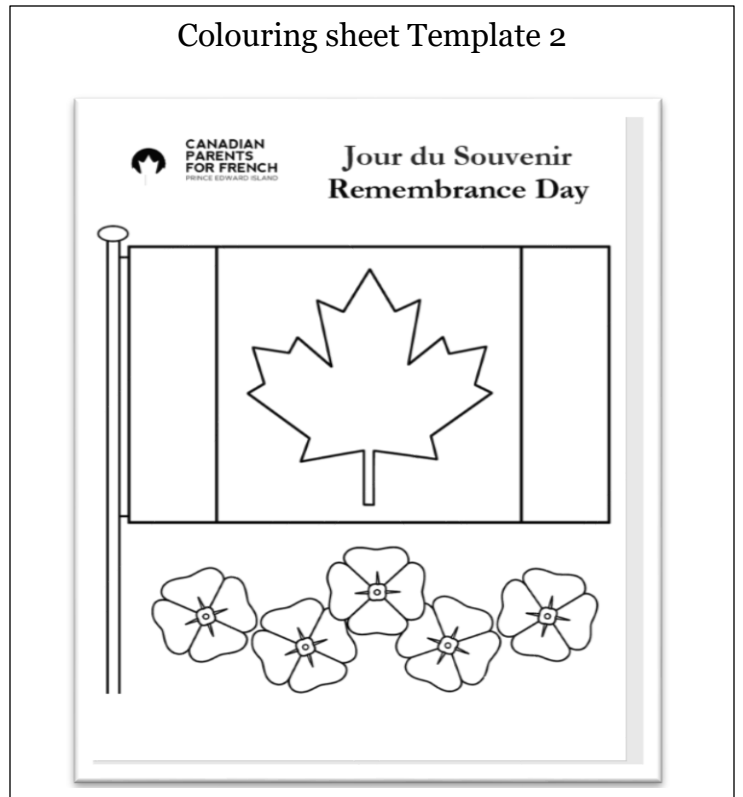 Colouring sheet Template 2
CANADIAN
PARENTS
FOR FRENCH
PRINCE EDWARD ISLAND
Jour du Souvenir
Remembrance Day